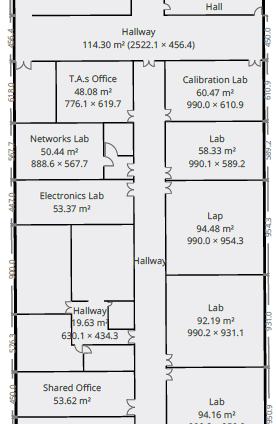 Hall
Hallway
114.30 m² (2522.1 × 456.4)
456.4
450.0
T.A.s Office
48.08 m²
776.1 × 619.7
Calibration Lab
60.47 m²
990.0 × 610.9
618.0
610.9
Networks Lab
50.44 m²
888.6 × 567.7
Lab
58.33 m²
990.1 × 589.2
567.7
589.2
Electronics Lab
53.37 m²
447.0
Lap
94.48 m²
990.0 × 954.3
954.3
Hallway
900.0
Hallway
19.63 m²
630.1 × 434.3
Lab
92.19 m²
990.2 × 931.1
931.0
576.3
Shared Office
53.62 m²
450.0
Lab
94.16 m²
950.9